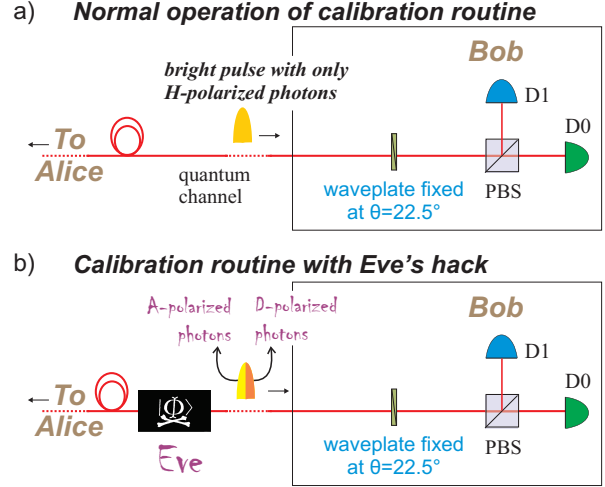 a) Normal operation of calibration routine
Bob
bright pulse with only
H-polarized photons
D1
D0
To
Alice
quantum
channel
waveplate fixed
at θ=22.5°
PBS
b) Calibration routine with Eve's hack
Bob
A-polarized
photons
D-polarized
photons
D1
D0
To
Alice
|Φ⟩
Eve
waveplate fixed
at θ=22.5°
PBS